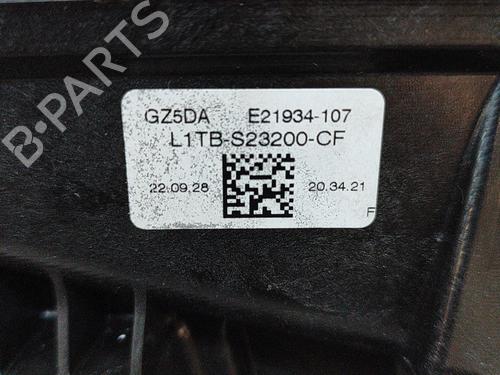 GZ5DA E21934-107
L1TB-S23200-CF
22.09.28 20.34.21
F
B PARTS